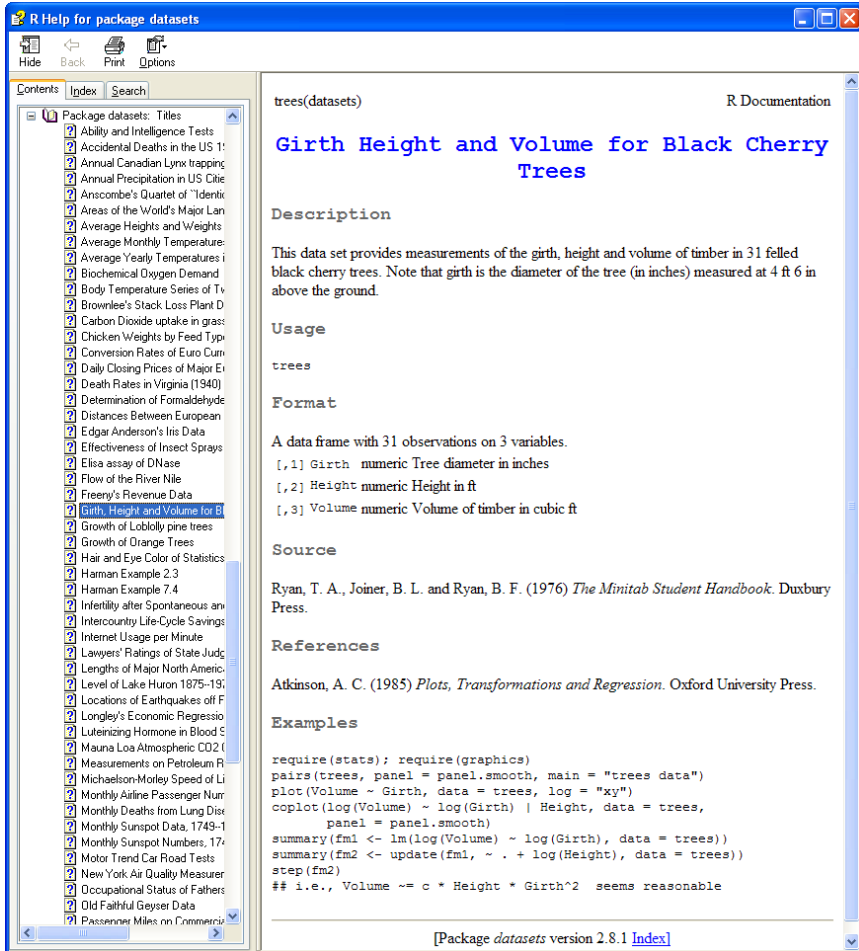 R Help for package datasets
Hide Back Print Options
Contents Index Search
Package datasets: Titles
Ability and Intelligence Tests
Accidental Deaths in the US
Annual Canadian Lynx trapping
Annual Precipitation in US Citie
Anscombe's Quartet of ``Identic
Areas of the World's Major Lan
Average Heights and Weights
Average Monthly Temperature
Average Yearly Temperatures i
Biochemical Oxygen Demand
Body Temperature Series of Tw
Brownlee's Stack Loss Plant D
Carbon Dioxide uptake in grass
Chicken Weights by Feed Type
Conversion Rates of Euro Curre
Daily Closing Prices of Major E
Death Rates in Virginia (1940)
Determination of Formaldehyde
Distances Between European
Edgar Anderson's Iris Data
Effectiveness of Insect Sprays
Elisa assay of DNase
Flow of the River Nile
Freeny's Revenue Data
Girth, Height and Volume for Bl
Growth of Loblolly pine trees
Growth of Orange Trees
Hair and Eye Color of Statistics
Harman Example 2.3
Harman Example 7.4
Infertility after Spontaneous an
Intercountry Life-Cycle Savings
Internet Usage per Minute
Lawyers' Ratings of State Judg
Lengths of Major North Americ
Level of Lake Huron 1875--197
Locations of Earthquakes off F
Longley's Economic Regressio
Luteinizing Hormone in Blood S
Mauna Loa Atmospheric CO2
Measurements on Petroleum R
Michaelson-Morley Speed of Li
Monthly Airline Passenger Num
Monthly Deaths from Lung Dise
Monthly Sunspot Data, 1749--1
Monthly Sunspot Numbers, 174
Motor Trend Car Road Tests
New York Air Quality Measurer
Occupational Status of Fathers
Old Faithful Geyser Data
Passenger Miles on Commercia
trees(datasets) R Documentation
Girth Height and Volume for Black Cherry
Trees
Description
This data set provides measurements of the girth, height and volume of timber in 31 felled
black cherry trees. Note that girth is the diameter of the tree (in inches) measured at 4 ft 6 in
above the ground.
Usage
trees
Format
A data frame with 31 observations on 3 variables.
[,1] Girth numeric Tree diameter in inches
[,2] Height numeric Height in ft
[,3] Volume numeric Volume of timber in cubic ft
Source
Ryan, T. A., Joiner, B. L. and Ryan, B. F. (1976) The Minitab Student Handbook. Duxbury
Press.
References
Atkinson, A. C. (1985) Plots, Transformations and Regression. Oxford University Press.
Examples
require(stats); require(graphics)
pairs(trees, panel = panel.smooth, main = "trees data")
plot(Volume ~ Girth, data = trees, log = "xy")
coplot(log(Volume) ~ log(Girth) | Height, data = trees,
panel = panel.smooth)
summary(fm1 <- lm(log(Volume) ~ log(Girth), data = trees))
summary(fm2 <- update(fm1, ~ . + log(Height), data = trees))
step(fm2)
## i.e., Volume ~= c * Height * Girth^2 seems reasonable
[Package datasets version 2.8.1 Index]